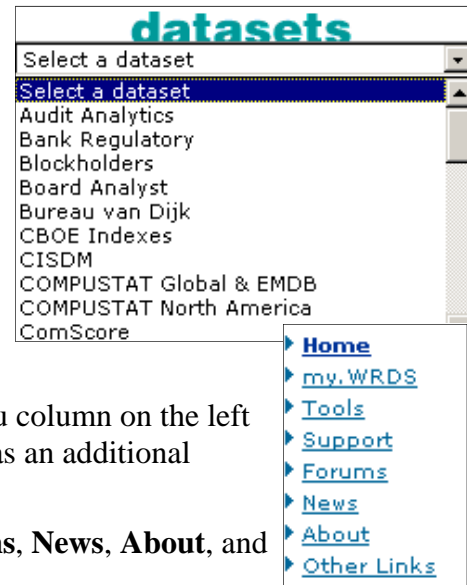 datasets
Select a dataset
Select a dataset
Audit Analytics
Bank Regulatory
Blockholders
Board Analyst
Bureau van Dijk
CBOE Indexes
CISDM
COMPUSTAT Global & EMDB
COMPUSTAT North America
ComScore
Home
my.WRDS
Tools
Support
Forums
News
About
Other Links
column on the left
an additional
News, About, and